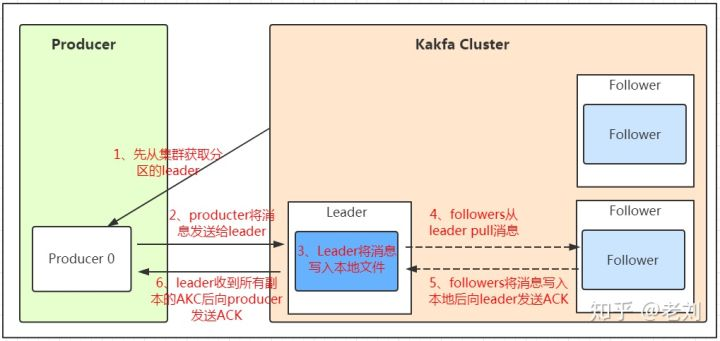 Producer
Kakfa Cluster
Follower
Follower
1、先从集群获取分
区的leader
Follower
Leader
2、producter将消
息发送给leader
4、followers从
leader pull消息
Producer 0
3、Leader将消息
写入本地文件
Follower
6、leader收到所有副
本的AKC后向producer
发送ACK
5、followers将消息写入
本地后向leader发送ACK
知乎 @老刘